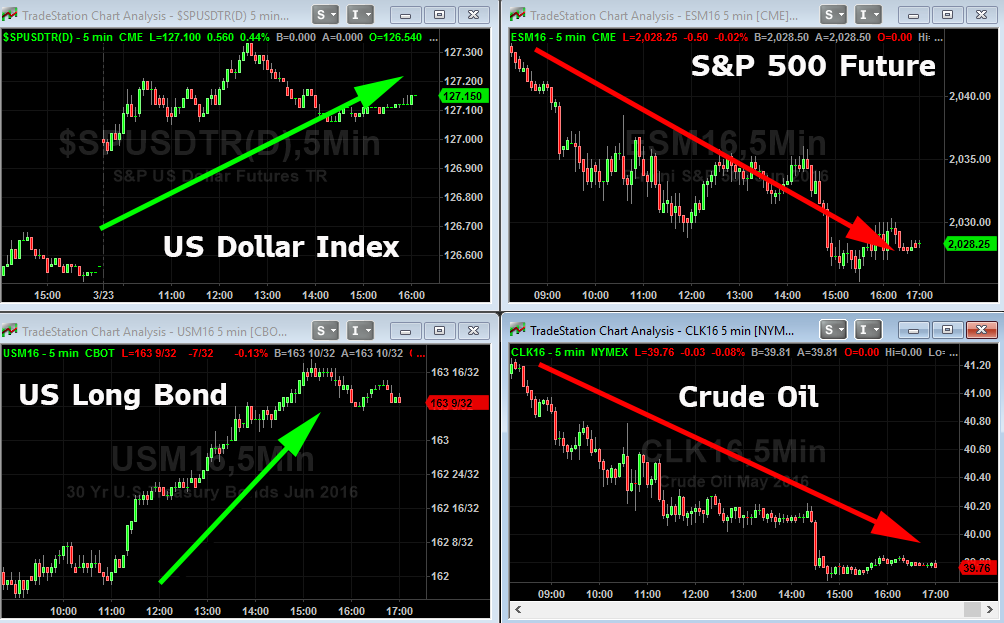 TradeStation Chart Analysis - $SPUSDTR(D) 5 min...
S
I
$SPUSDTR(D) - 5 min CME L=127.100 0.560 0.44% B=0.000 A=0.000 O=126.540 ...
127.300
127.200
127.150
127.100
127.000
126.900
126.800
126.700
126.600
$SPUSDTR(D),5Min
S&P US Dollar Futures TR
US Dollar Index
15:00 3/23 11:00 12:00 13:00 14:00 15:00 16:00
TradeStation Chart Analysis - ESM16 5 min [CME]...
S
I
ESM16 - 5 min CME L=2,028.25 -0.50 -0.02% B=2,028.50 A=2,028.50 O=0.00 Hi- ...
S&P 500 Future
2,040.00
2,035.00
2,030.00
2,028.25
ESM16,5Min
09:00 10:00 11:00 12:00 13:00 14:00 15:00 16:00 17:00
TradeStation Chart Analysis - USM16 5 min [CBO...
S
I
USM16 - 5 min CBOT L=163 9/32 -7/32 -0.13% B=163 10/32 A=163 10/32 ( ...
US Long Bond
163 16/32
163 9/32
163
162 24/32
162 16/32
162 8/32
162
USM16,5Min
30 Yr U.S. Treasury Bonds Jun 2016
10:00 11:00 12:00 13:00 14:00 15:00 16:00 17:00
TradeStation Chart Analysis - CLK16 5 min [NYM...
S
I
CLK16 - 5 min NYMEX L=39.76 -0.03 -0.08% B=39.81 A=39.81 O=0.00 Hi=0.00 Lo= ...
Crude Oil
41.20
41.00
40.80
40.60
40.40
40.20
40.00
39.76
CLK16,5Min
Crude Oil May 2016
09:00 10:00 11:00 12:00 13:00 14:00 15:00 16:00 17:00